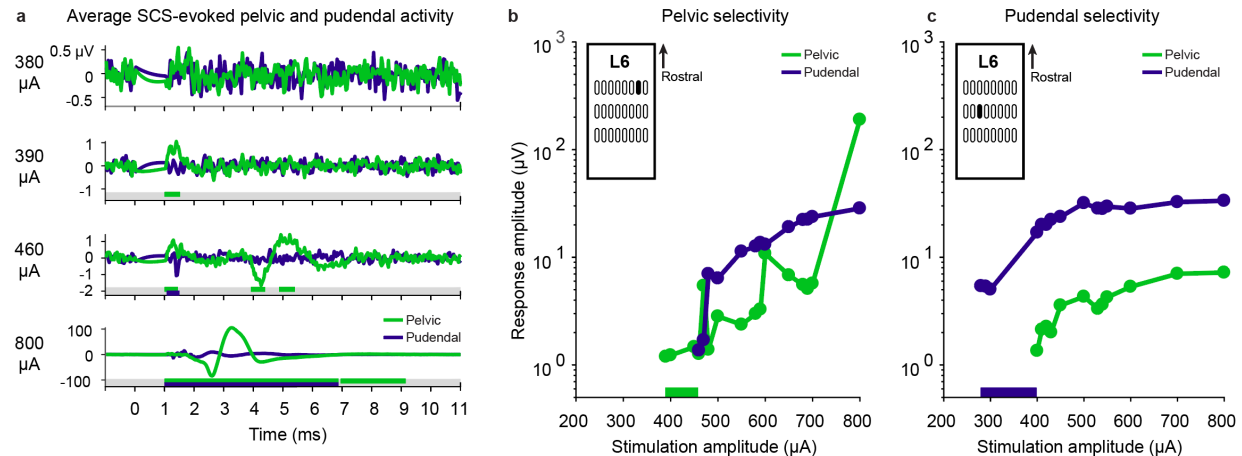 a Average SCS-evoked pelvic and pudendal activity
380 µA
0.5 µV
0
-0.5
390 µA
1
0
-1
460 µA
1
0
-1
-2
800 µA
100
0
-100
Pelvic
Pudendal
0 1 2 3 4 5 6 7 8 9 10 11
Time (ms)
b Pelvic selectivity
Response amplitude (µV)
10^3
10^2
10^1
10^0
L6
Rostral
Pelvic
Pudendal
200 300 400 500 600 700 800
Stimulation amplitude (µA)
c Pudendal selectivity
10^3
10^2
10^1
10^0
L6
Rostral
Pelvic
Pudendal
200 300 400 500 600 700 800
Stimulation amplitude (µA)